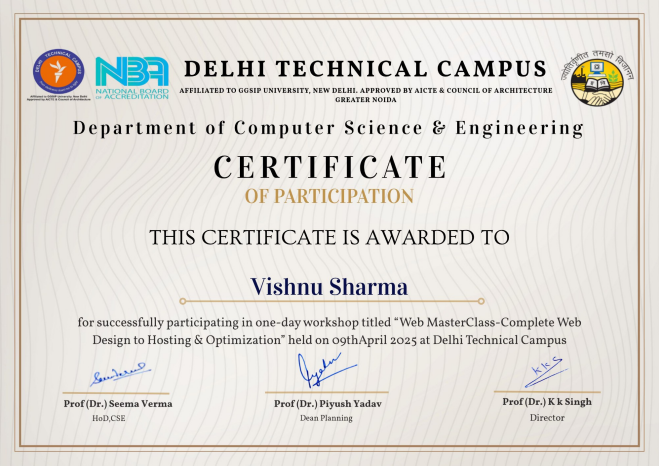 DELHI TECHNICAL CAMPUS
NBA
NATIONAL BOARD
OF ACCREDITATION
DELHI TECHNICAL CAMPUS
AFFILIATED TO GGSIP UNIVERSITY, NEW DELHI. APPROVED BY AICTE & COUNCIL OF ARCHITECTURE
GREATER NOIDA
ज्योतिर्वृणीत तमसो विजानन
Department of Computer Science & Engineering
CERTIFICATE
OF PARTICIPATION
THIS CERTIFICATE IS AWARDED TO
Vishnu Sharma
for successfully participating in one-day workshop titled “Web MasterClass-Complete Web
Design to Hosting & Optimization” held on 09thApril 2025 at Delhi Technical Campus
KKS
Prof (Dr.) Seema Verma
HoD,CSE
Prof (Dr.) Piyush Yadav
Dean Planning
Prof (Dr.) K k Singh
Director